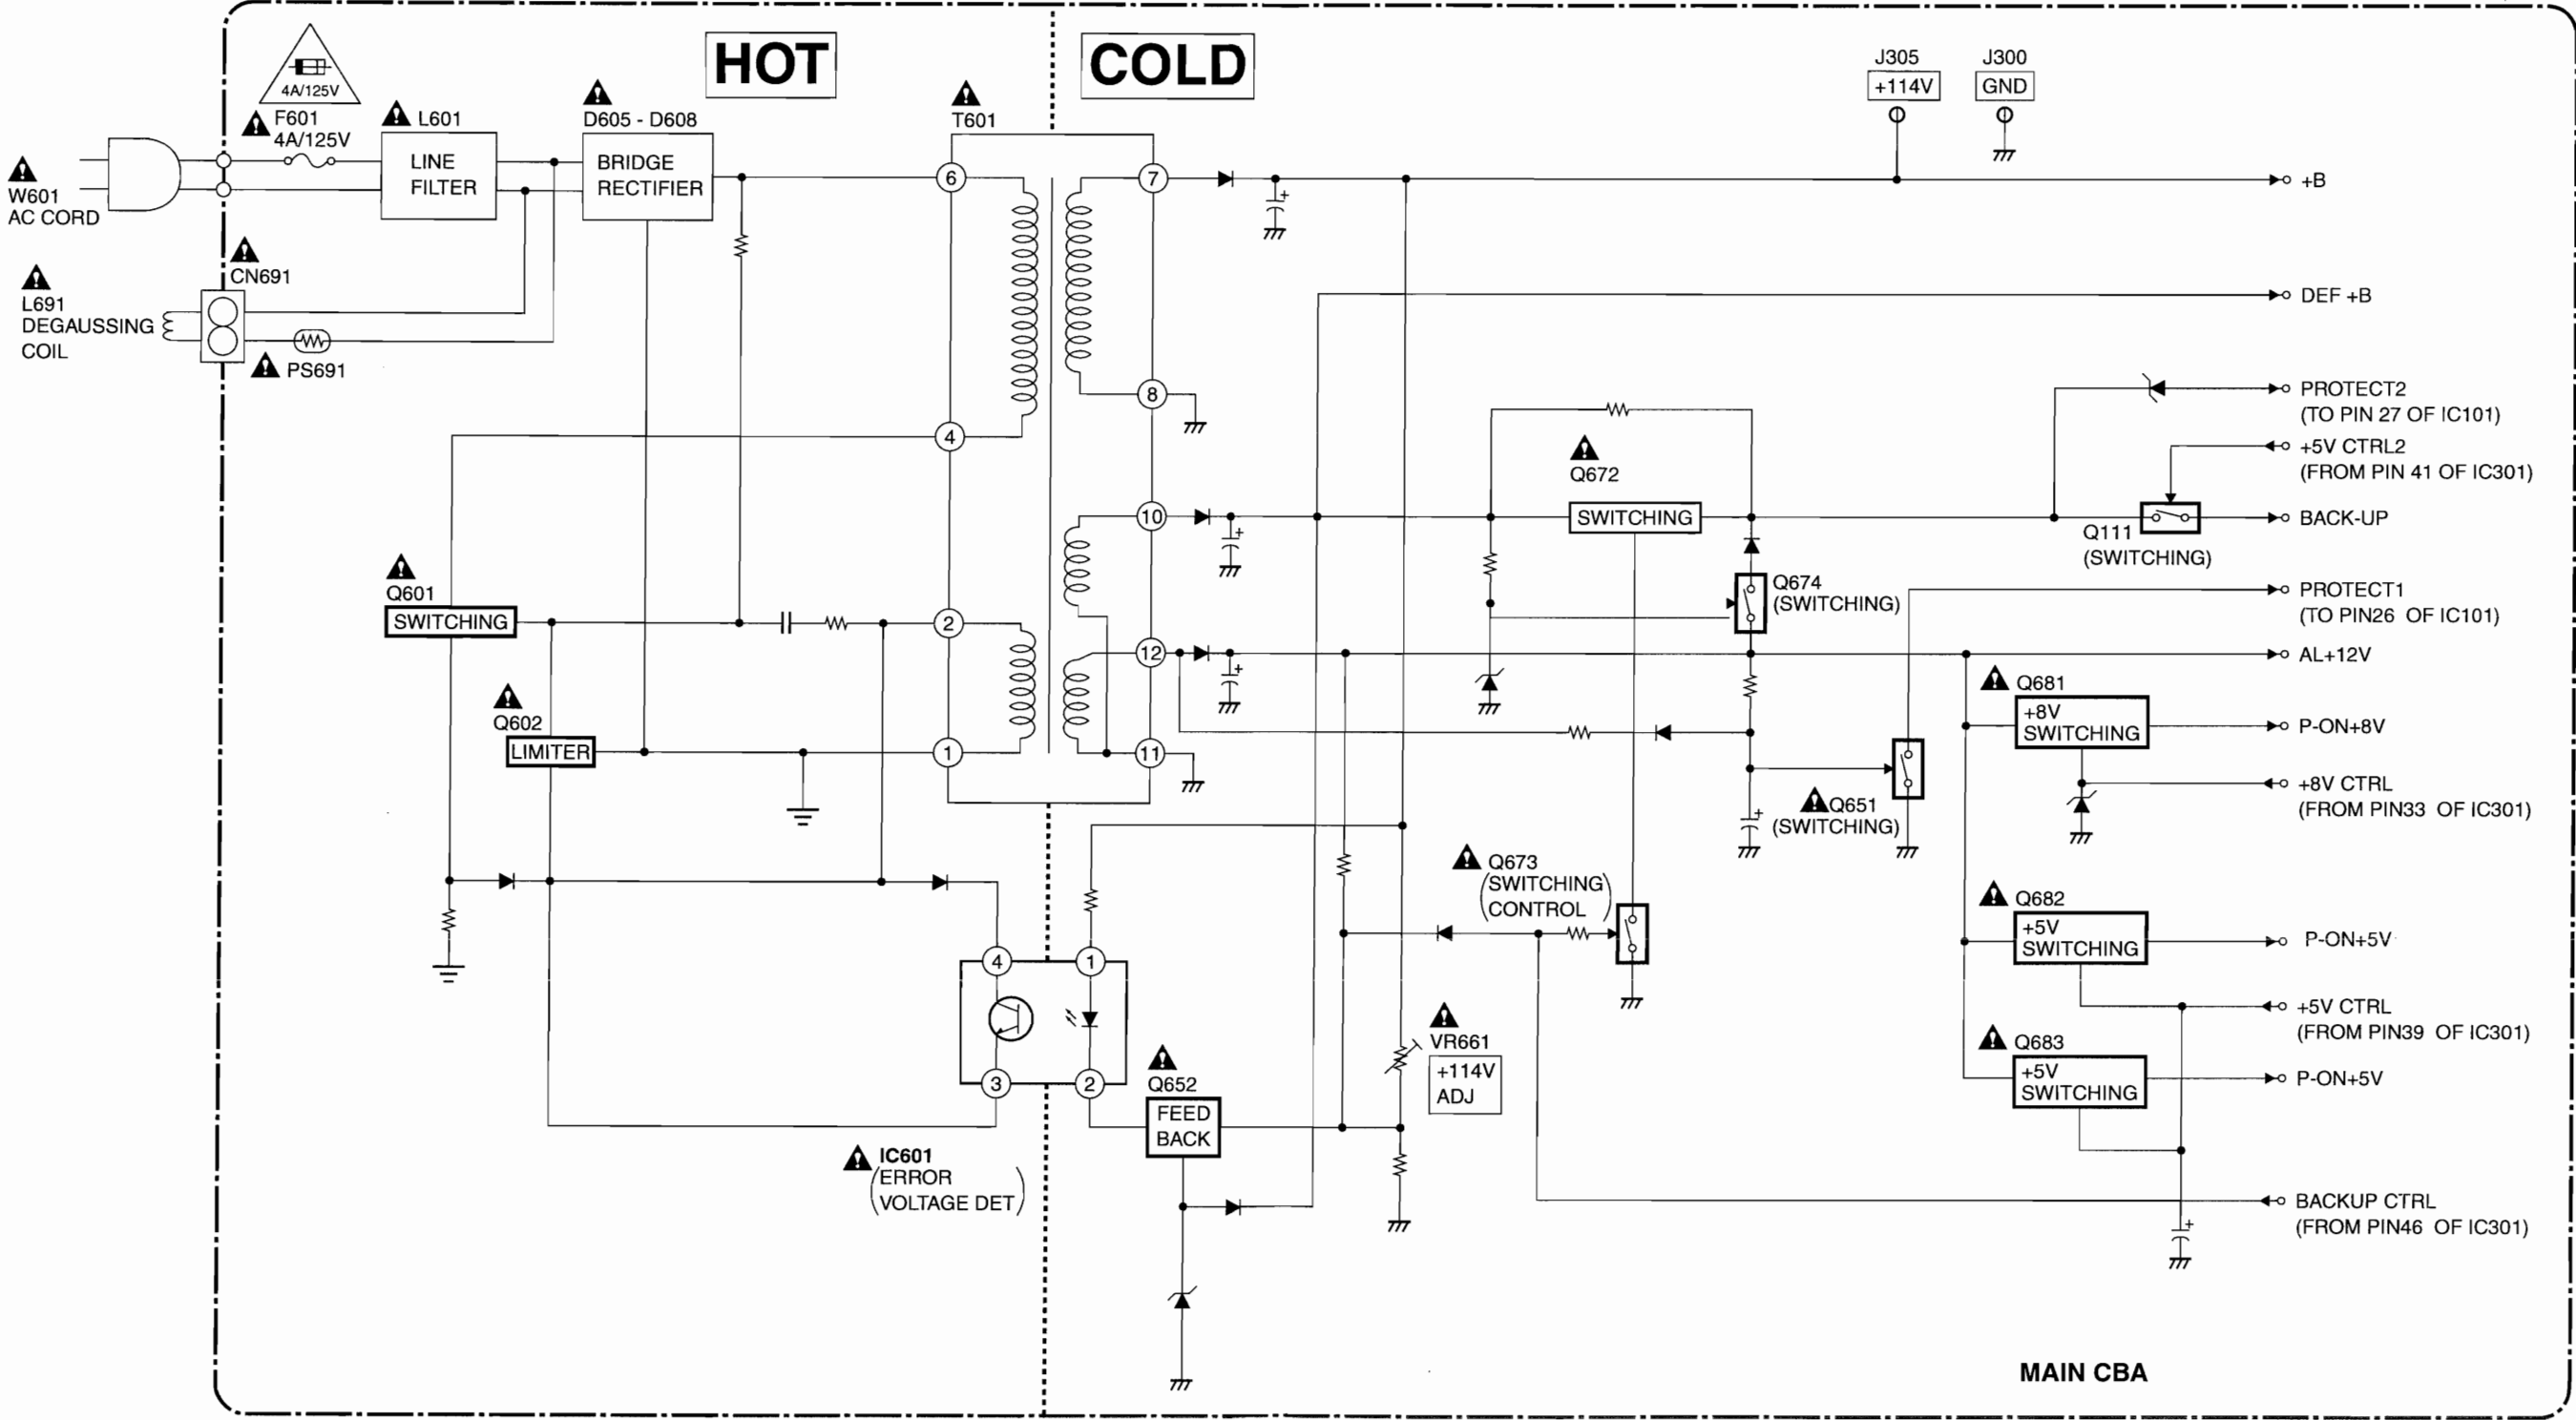 HOT
COLD
4A/125V
F601
4A/125V
L601
LINE
FILTER
D605 - D608
BRIDGE
RECTIFIER
T601
W601
AC CORD
CN691
L691
DEGAUSSING
COIL
PS691
6
4
2
1
7
8
10
12
11
J305
+114V
J300
GND
+B
DEF +B
PROTECT2
(TO PIN 27 OF IC101)
+5V CTRL2
(FROM PIN 41 OF IC301)
BACK-UP
Q111
(SWITCHING)
Q672
SWITCHING
Q674
(SWITCHING)
PROTECT1
(TO PIN26 OF IC101)
AL+12V
Q601
SWITCHING
Q602
LIMITER
Q681
+8V
SWITCHING
P-ON+8V
+8V CTRL
(FROM PIN33 OF IC301)
Q651
(SWITCHING)
Q673
(SWITCHING
CONTROL)
Q682
+5V
SWITCHING
P-ON+5V
+5V CTRL
(FROM PIN39 OF IC301)
Q683
+5V
SWITCHING
P-ON+5V
4
1
3
2
IC601
(ERROR
VOLTAGE DET)
Q652
FEED
BACK
VR661
+114V
ADJ
BACKUP CTRL
(FROM PIN46 OF IC301)
MAIN CBA